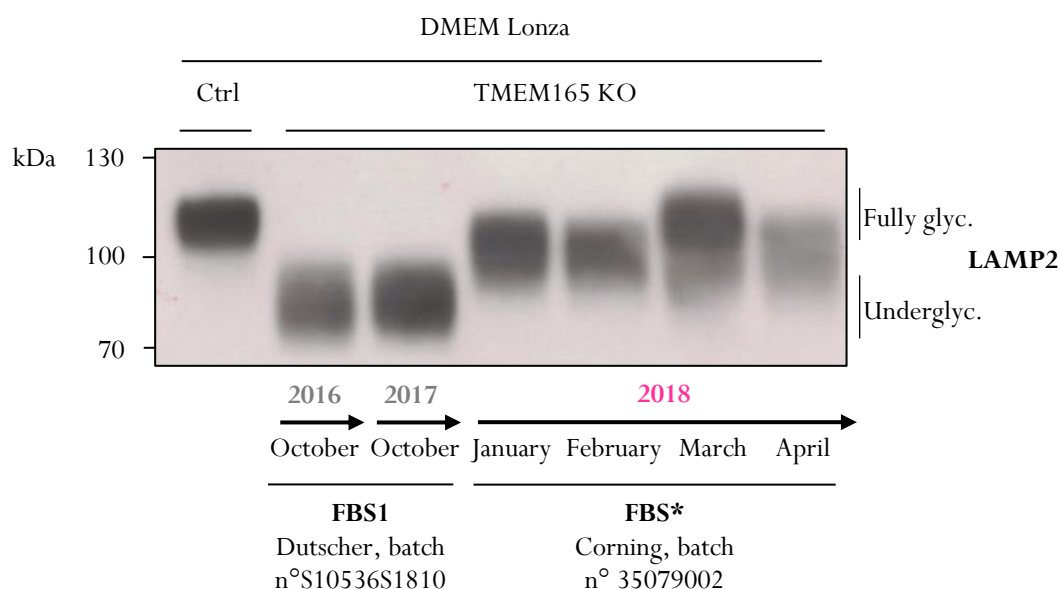 DMEM Lonza
Ctrl TMEM165 KO
kDa 130
Fully glyc.
100 LAMP2
Underglyc.
70
2016 2017 2018
October October January February March April
FBS1 FBS*
Dutscher, batch Corning, batch
n°S10536S1810 n° 35079002